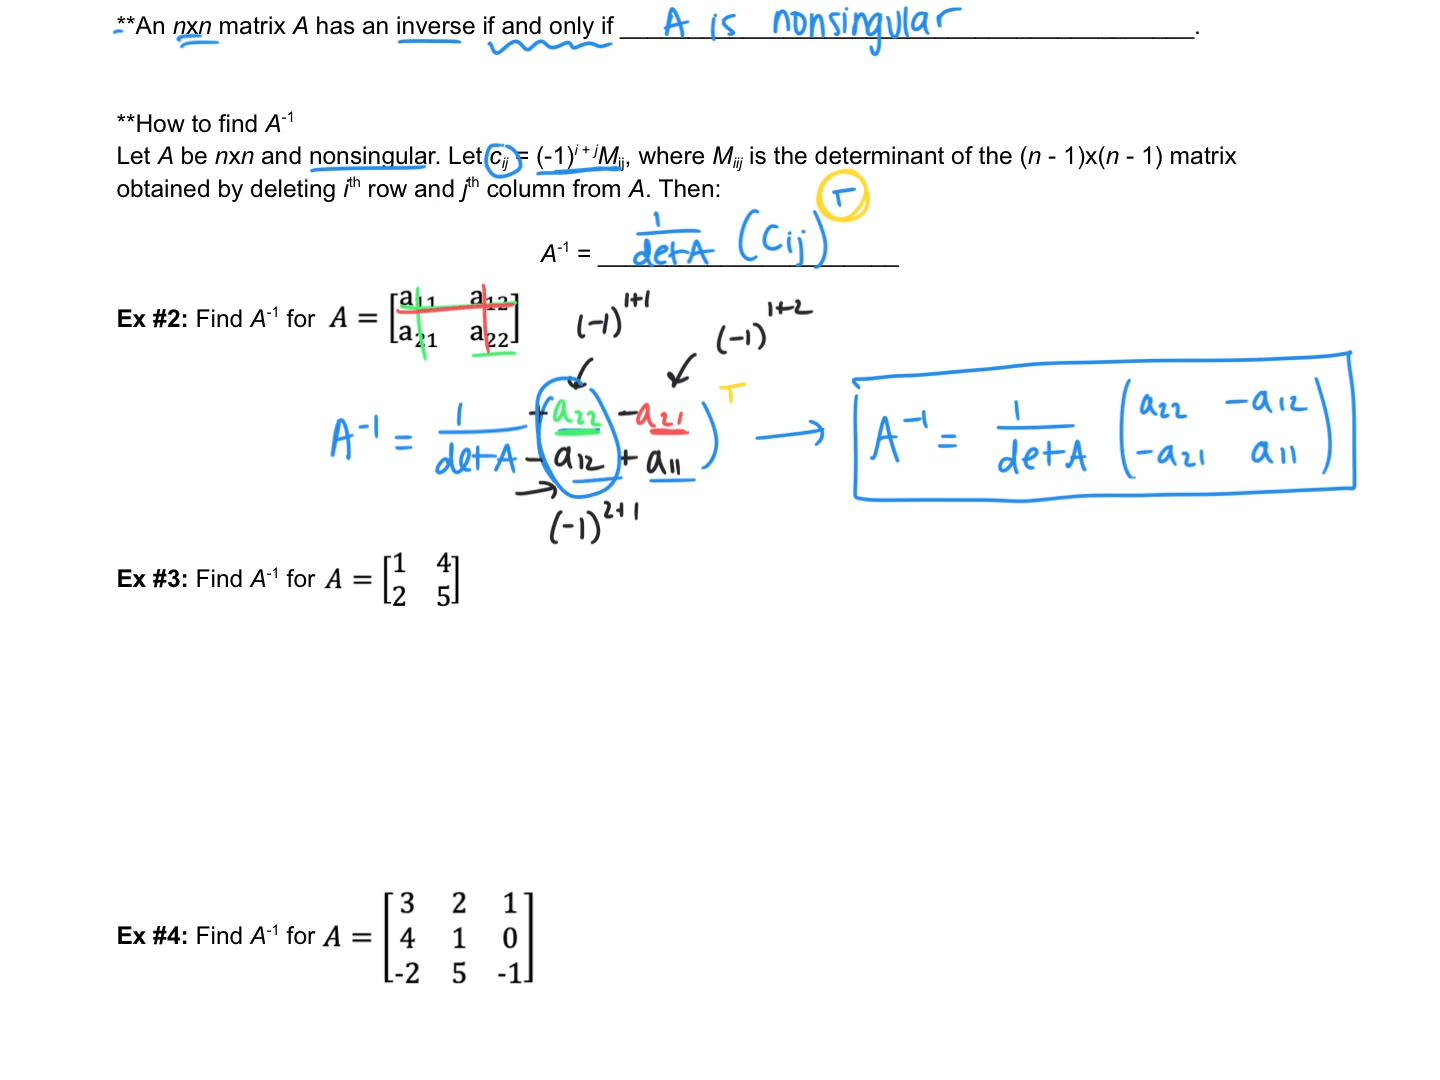 **An nxn matrix A has an inverse if and only if A is nonsingular.
**How to find A⁻¹
Let A be nxn and nonsingular. Let cᵢⱼ = (-1)ⁱ⁺ʲMᵢⱼ, where Mᵢⱼⱼ is the determinant of the (n - 1)x(n - 1) matrix
obtained by deleting iᵗʰ row and jᵗʰ column from A. Then:
A⁻¹ = 1/detA (Cij)ᵀ
Ex #2: Find A⁻¹ for A = [a₁₁ a₁₂
a₂₁ a₂₂]
(-1)¹⁺¹ (-1)¹⁺²
A⁻¹ = 1/detA (+a₂₂ -a₂₁
-a₁₂ +a₁₁)ᵀ → A⁻¹ = 1/detA (a₂₂ -a₁₂
-a₂₁ a₁₁)
(-1)²⁺¹
Ex #3: Find A⁻¹ for A = [1 4
2 5]
Ex #4: Find A⁻¹ for A = [3 2 1
4 1 0
-2 5 -1]